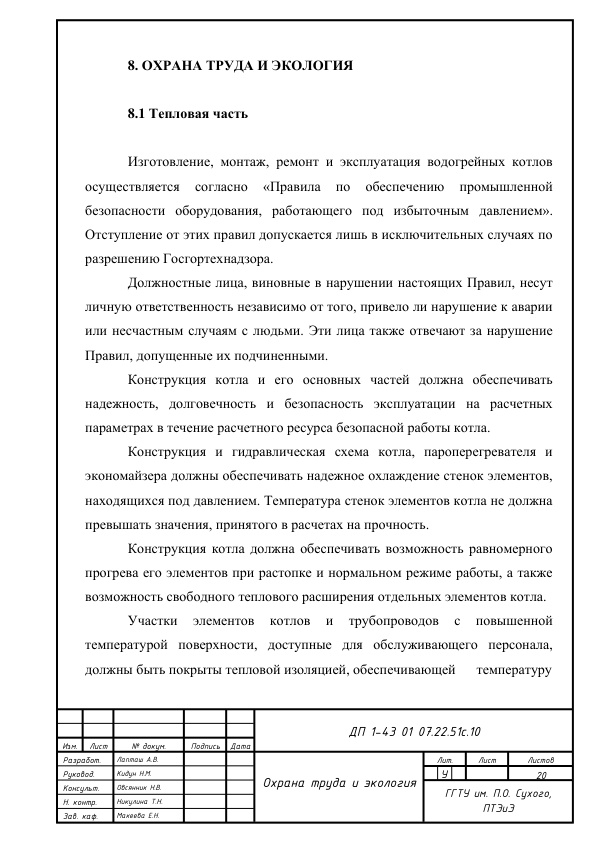 8. ОХРАНА ТРУДА И ЭКОЛОГИЯ
8.1 Тепловая часть
Изготовление, монтаж, ремонт и эксплуатация водогрейных котлов
осуществляется согласно «Правила по обеспечению промышленной
безопасности оборудования, работающего под избыточным давлением».
Отступление от этих правил допускается лишь в исключительных случаях по
разрешению Госгортехнадзора.
Должностные лица, виновные в нарушении настоящих Правил, несут
личную ответственность независимо от того, привело ли нарушение к аварии
или несчастным случаям с людьми. Эти лица также отвечают за нарушение
Правил, допущенные их подчиненными.
Конструкция котла и его основных частей должна обеспечивать
надежность, долговечность и безопасность эксплуатации на расчетных
параметрах в течение расчетного ресурса безопасной работы котла.
Конструкция и гидравлическая схема котла, пароперегревателя и
экономайзера должны обеспечивать надежное охлаждение стенок элементов,
находящихся под давлением. Температура стенок элементов котла не должна
превышать значения, принятого в расчетах на прочность.
Конструкция котла должна обеспечивать возможность равномерного
прогрева его элементов при растопке и нормальном режиме работы, а также
возможность свободного теплового расширения отдельных элементов котла.
Участки элементов котлов и трубопроводов с повышенной
температурой поверхности, доступные для обслуживающего персонала,
должны быть покрыты тепловой изоляцией, обеспечивающей температуру
ДП 1-43 01 07.22.51с.10
Изм. Лист № докум. Подпись Дата
Разработ. Лапташ А.В.
Руковод. Кидун Н.М.
Консульт. Овсянник Н.В.
Н. контр. Никулина Т.Н.
Зав. каф. Макеева Е.Н.
Охрана труда и экология
Лит. Лист Листов
У 20
ГГТУ им. П.О. Сухого,
ПТЭиЭ